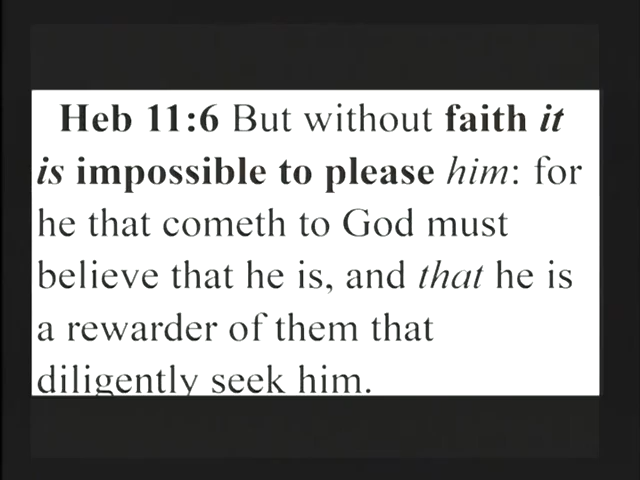 Heb 11:6 But without faith it
is impossible to please him: for
he that cometh to God must
believe that he is, and that he is
a rewarder of them that
diligently seek him.